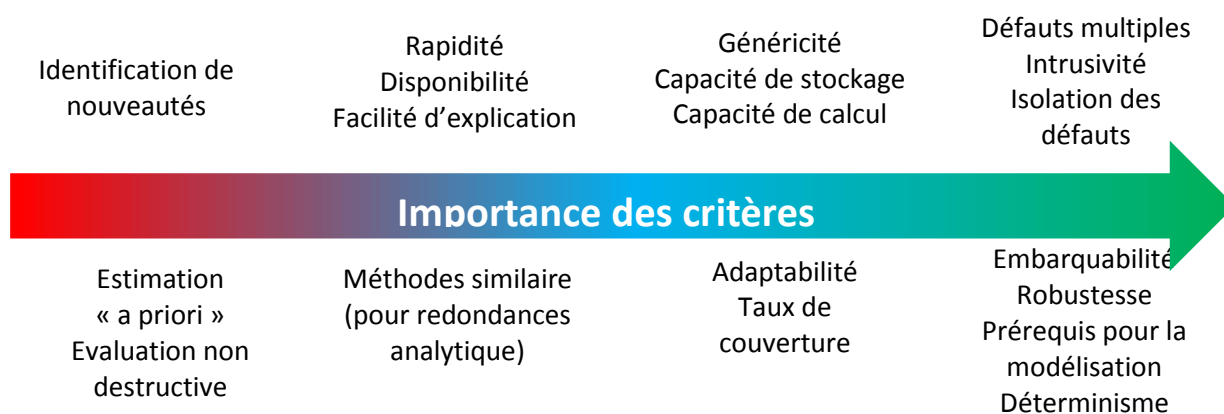 Identification de
nouveautés
Rapidité
Disponibilité
Facilité d'explication
Généricité
Capacité de stockage
Capacité de calcul
Défauts multiples
Intrusivité
Isolation des
défauts
Importance des critères
Estimation
« a priori »
Evaluation non
destructive
Méthodes similaire
(pour redondances
analytique)
Adaptabilité
Taux de
couverture
Embarquabilité
Robustesse
Prérequis pour la
modélisation
Déterminisme